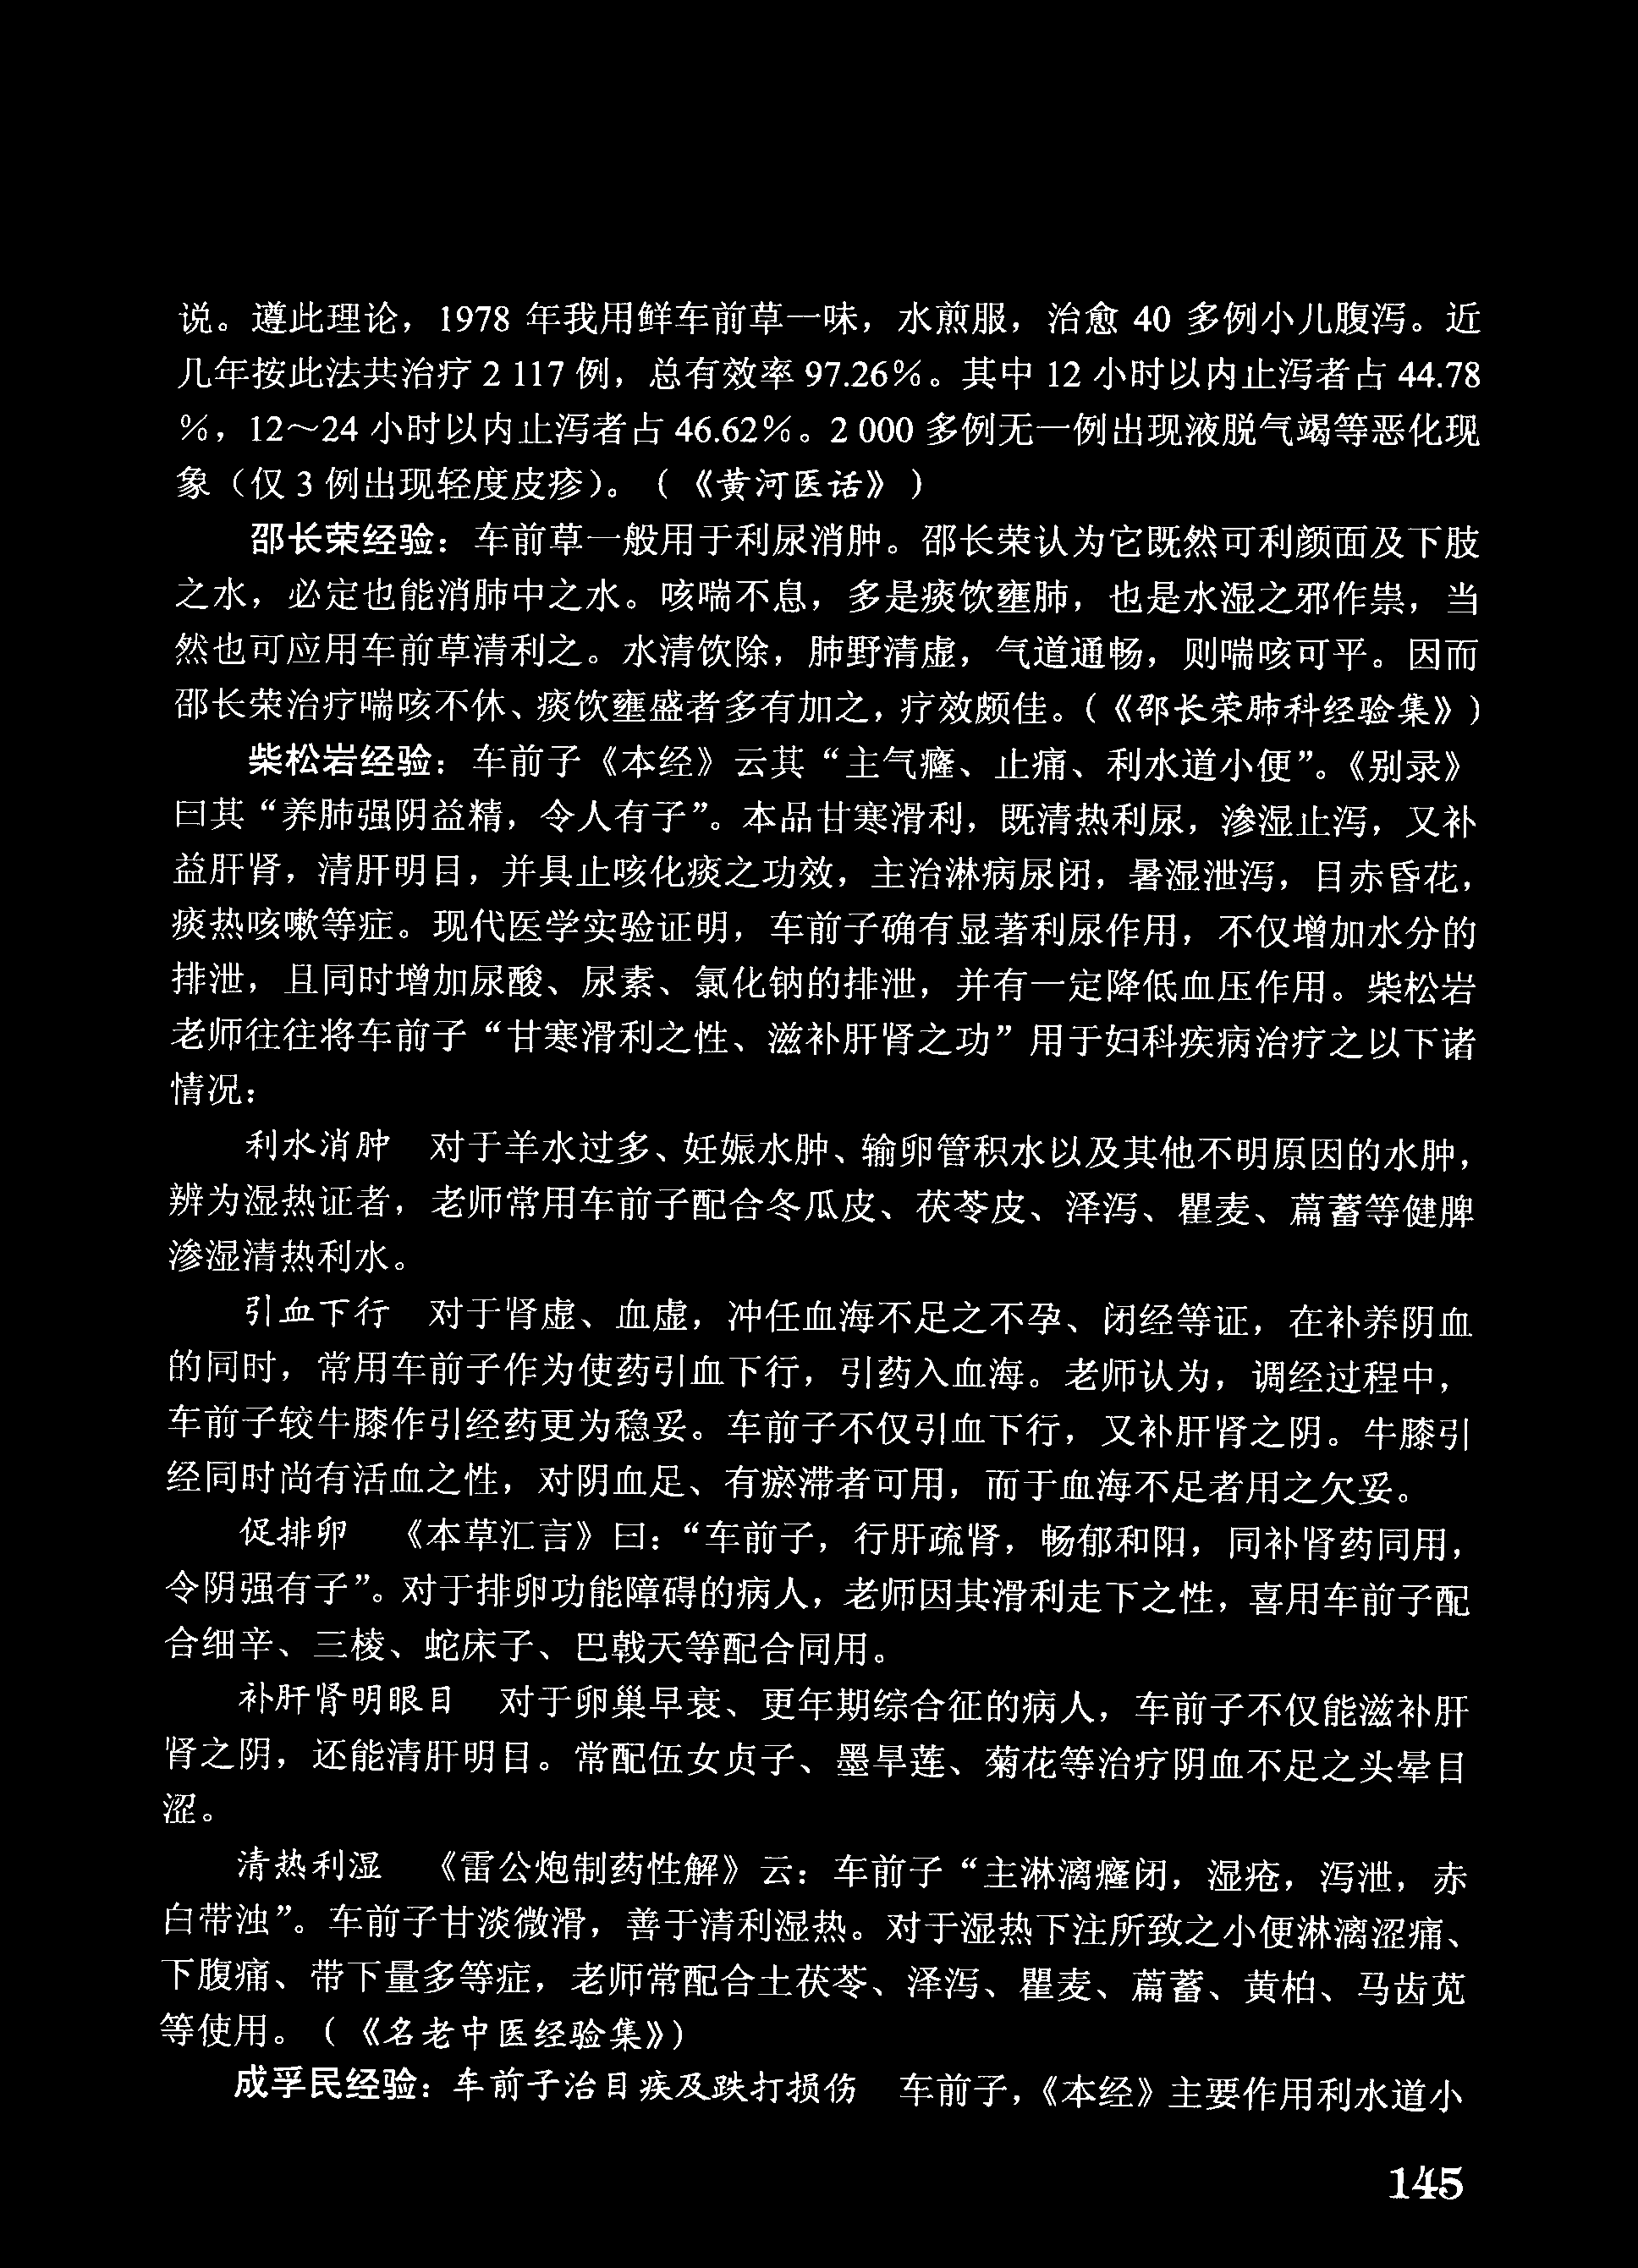 说。遵此理论，1978 年我用鲜车前草一味，水煎服，治愈 40 多例小儿腹泻。近
几年按此法共治疗 2 117 例，总有效率 97.26%。其中 12 小时以内止泻者占 44.78
%，12～24 小时以内止泻者占 46.62%。2 000 多例无一例出现液脱气竭等恶化现
象（仅 3 例出现轻度皮疹）。（《黄河医话》）
邵长荣经验：车前草一般用于利尿消肿。邵长荣认为它既然可利颜面及下肢
之水，必定也能消肺中之水。咳喘不息，多是痰饮壅肺，也是水湿之邪作祟，当
然也可应用车前草清利之。水清饮除，肺野清虚，气道通畅，则喘咳可平。因而
邵长荣治疗喘咳不休、痰饮壅盛者多有加之，疗效颇佳。（《邵长荣肺科经验集》）
柴松岩经验：车前子《本经》云其“主气癃、止痛、利水道小便”。《别录》
曰其“养肺强阴益精，令人有子”。本品甘寒滑利，既清热利尿，渗湿止泻，又补
益肝肾，清肝明目，并具止咳化痰之功效，主治淋病尿闭，暑湿泄泻，目赤昏花，
痰热咳嗽等症。现代医学实验证明，车前子确有显著利尿作用，不仅增加水分的
排泄，且同时增加尿酸、尿素、氯化钠的排泄，并有一定降低血压作用。柴松岩
老师往往将车前子“甘寒滑利之性、滋补肝肾之功”用于妇科疾病治疗之以下诸
情况：
利水消肿　对于羊水过多、妊娠水肿、输卵管积水以及其他不明原因的水肿，
辨为湿热证者，老师常用车前子配合冬瓜皮、茯苓皮、泽泻、瞿麦、萹蓄等健脾
渗湿清热利水。
引血下行　对于肾虚、血虚，冲任血海不足之不孕、闭经等证，在补养阴血
的同时，常用车前子作为使药引血下行，引药入血海。老师认为，调经过程中，
车前子较牛膝作引经药更为稳妥。车前子不仅引血下行，又补肝肾之阴。牛膝引
经同时尚有活血之性，对阴血足、有瘀滞者可用，而于血海不足者用之欠妥。
促排卵　《本草汇言》曰：“车前子，行肝疏肾，畅郁和阳，同补肾药同用，
令阴强有子”。对于排卵功能障碍的病人，老师因其滑利走下之性，喜用车前子配
合细辛、三棱、蛇床子、巴戟天等配合同用。
补肝肾明眼目　对于卵巢早衰、更年期综合征的病人，车前子不仅能滋补肝
肾之阴，还能清肝明目。常配伍女贞子、墨旱莲、菊花等治疗阴血不足之头晕目
涩。
清热利湿　《雷公炮制药性解》云：车前子“主淋漓癃闭，湿疮，泻泄，赤
白带浊”。车前子甘淡微滑，善于清利湿热。对于湿热下注所致之小便淋漓涩痛、
下腹痛、带下量多等症，老师常配合土茯苓、泽泻、瞿麦、萹蓄、黄柏、马齿苋
等使用。（《名老中医经验集》）
成孚民经验：车前子治目疾及跌打损伤　车前子，《本经》主要作用利水道小
145